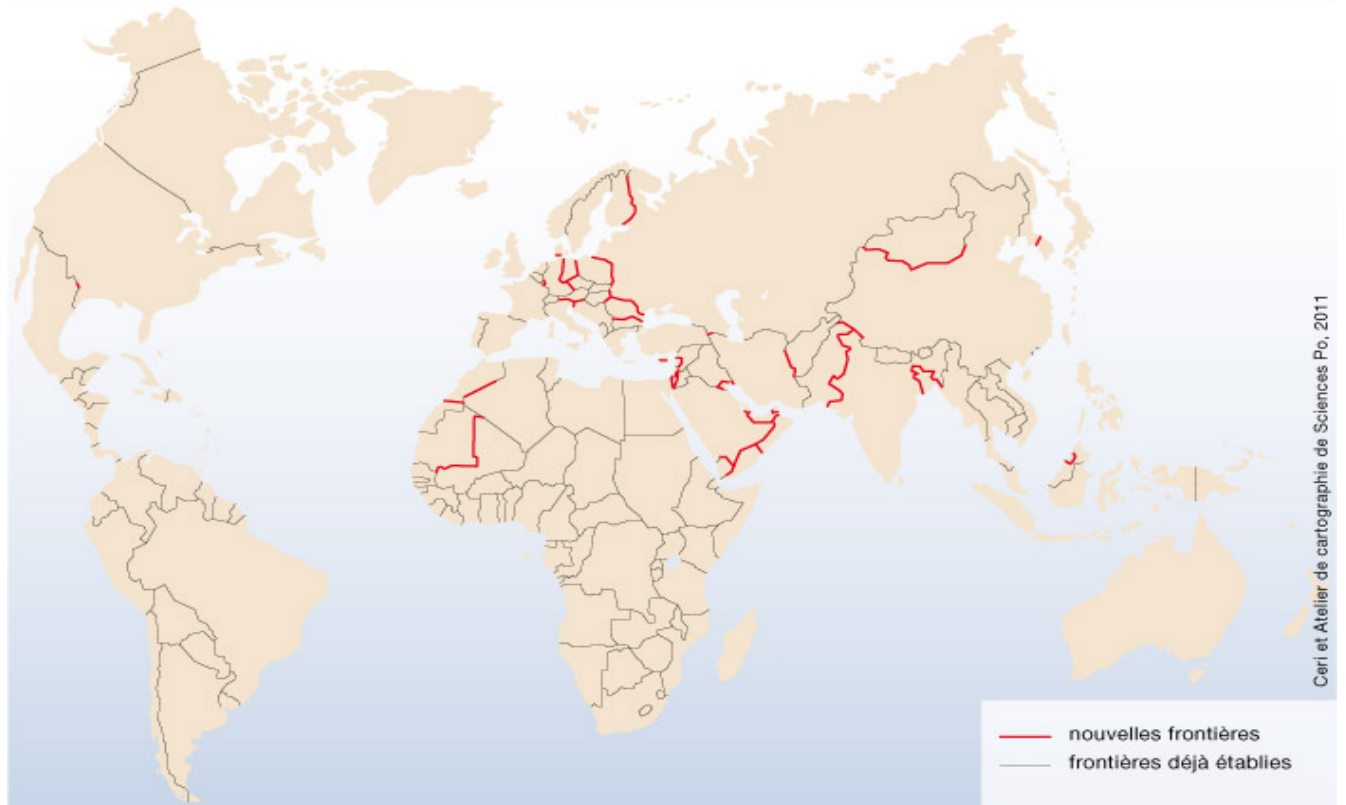 Ceri et Atelier de cartographie de Sciences Po, 2011
nouvelles frontières
frontières déjà établies